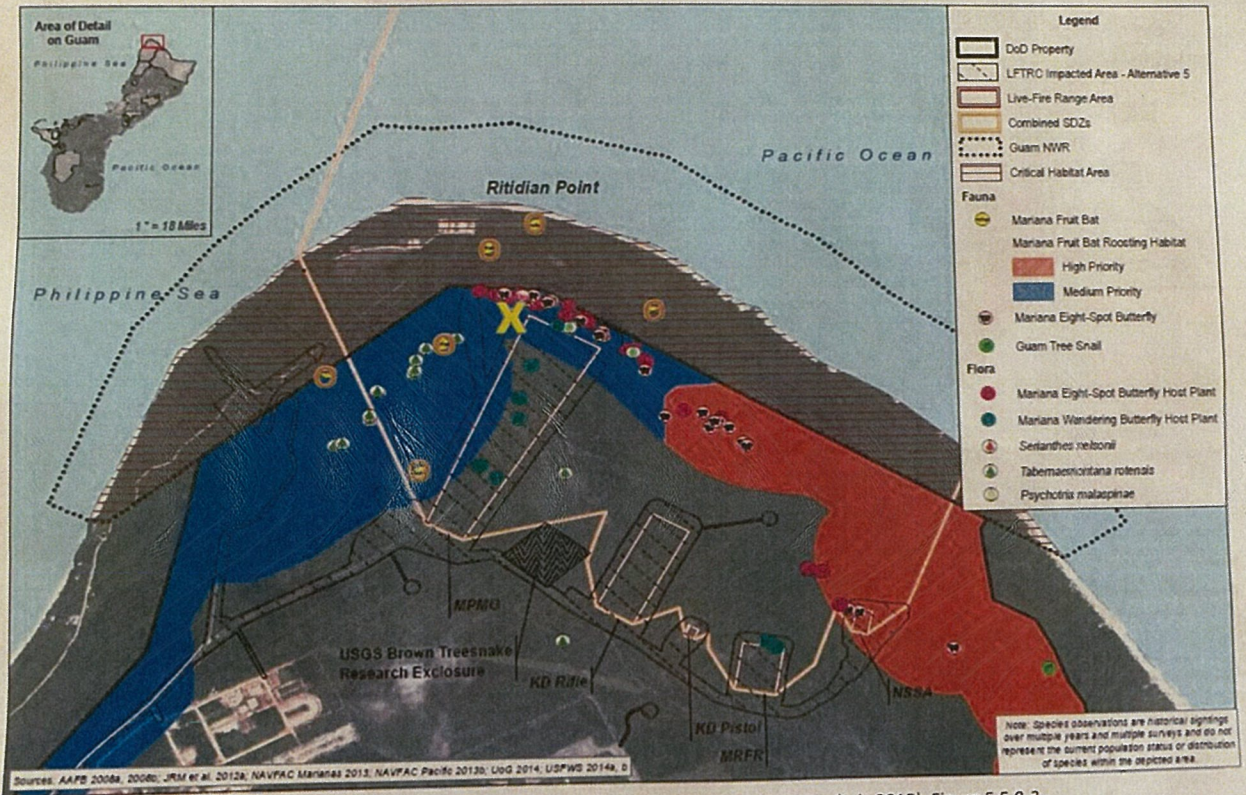 Area of Detail
on Guam
Philippine Sea
Pacific Ocean
1" = 18 Miles
Ritidian Point
Pacific Ocean
Philippine Sea
X
MPMG
USGS Brown Treesnake
Research Exclosure
KD Rifle
KD Pistol
MRFR
NSSA
Legend
DoD Property
LFTRC Impacted Area - Alternative 5
Live-Fire Range Area
Combined SDZs
Guam NWR
Critical Habitat Area
Fauna
Mariana Fruit Bat
Mariana Fruit Bat Roosting Habitat
High Priority
Medium Priority
Mariana Eight-Spot Butterfly
Guam Tree Snail
Flora
Mariana Eight-Spot Butterfly Host Plant
Mariana Wandering Butterfly Host Plant
Serianthes nelsonii
Tabernaemontana rotensis
Psychotria malaspinae
Note: Species observations are historical sightings
over multiple years and multiple surveys and do not
represent the current population status or distribution
of species within the depicted area.
Sources: AAFB 2008a, 2008b; JRM et al. 2012a; NAVFAC Marianas 2013; NAVFAC Pacific 2013b; UoG 2014; USFWS 2014a, b
Figure 5.5.8-2